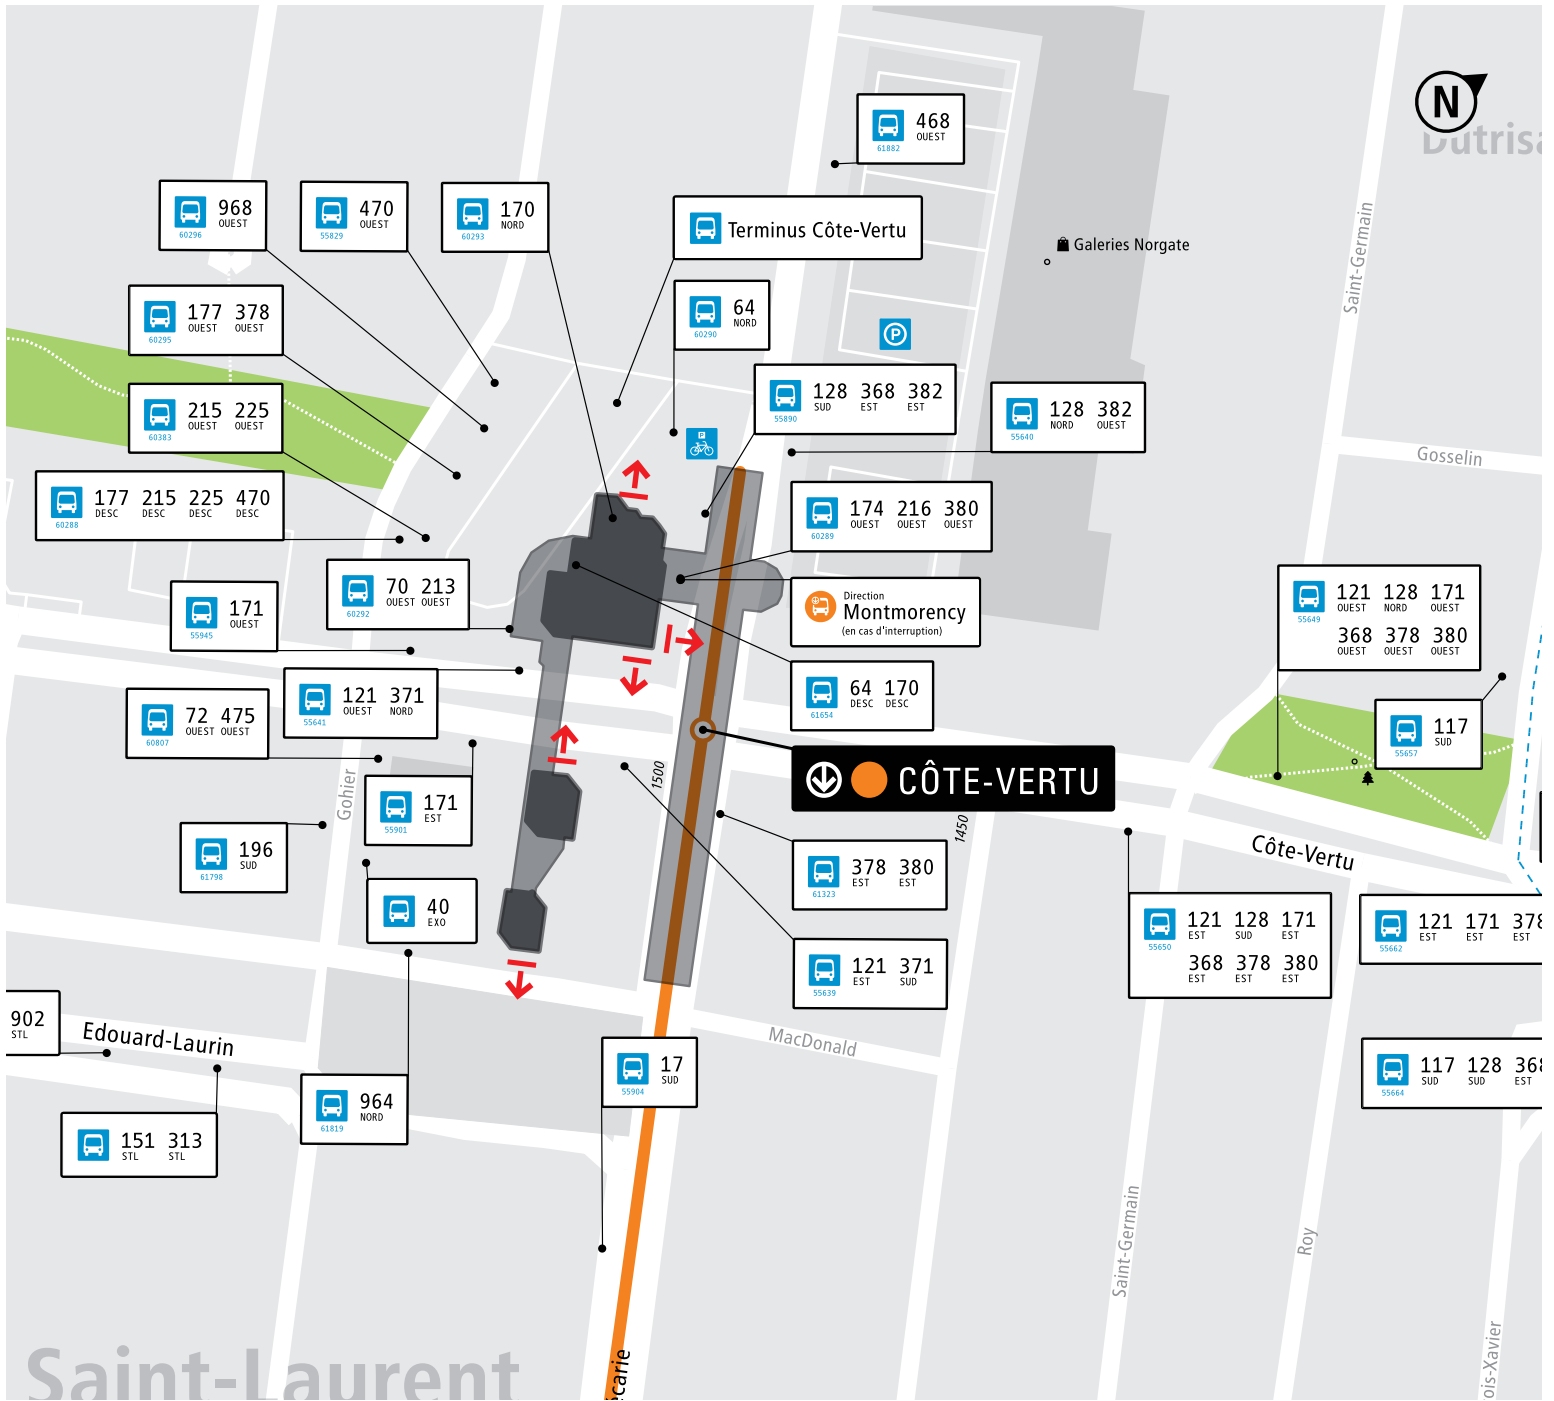 N
Dutrisa
468
OUEST
61882
968
OUEST
60296
470
OUEST
55829
170
NORD
60293
Terminus Côte-Vertu
Galeries Norgate
Saint-Germain
177 378
OUEST OUEST
60295
64
NORD
60290
P
128 368 382
SUD EST EST
55890
128 382
NORD OUEST
55640
215 225
OUEST OUEST
60383
P
Gosselin
177 215 225 470
DESC DESC DESC DESC
60288
174 216 380
OUEST OUEST OUEST
60289
70 213
OUEST OUEST
60292
Direction
Montmorency
(en cas d'interruption)
171
OUEST
55945
121 128 171
OUEST NORD OUEST
55649
368 378 380
OUEST OUEST OUEST
121 371
OUEST NORD
55641
64 170
DESC DESC
61654
72 475
OUEST OUEST
60807
117
SUD
55657
CÔTE-VERTU
1500
Gohier
171
EST
55901
1450
Côte-Vertu
196
SUD
61798
378 380
EST EST
61323
40
EXO
121 128 171
EST SUD EST
55650
368 378 380
EST EST EST
121 171 378
EST EST EST
55662
121 371
EST SUD
55639
902
STL
Edouard-Laurin
MacDonald
17
SUD
55904
117 128 368
SUD SUD EST
55664
964
NORD
61819
151 313
STL STL
Saint-Germain
Roy
ois-Xavier
écarie
Saint-Laurent